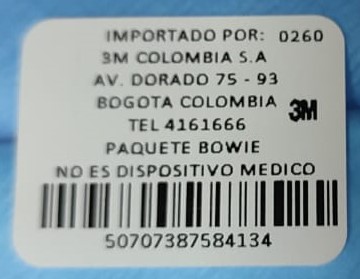 IMPORTADO POR: 0260
3M COLOMBIA S.A
AV. DORADO 75 - 93
BOGOTA COLOMBIA 3M
TEL 4161666
PAQUETE BOWIE
NO ES DISPOSITIVO MEDICO
50707387584134